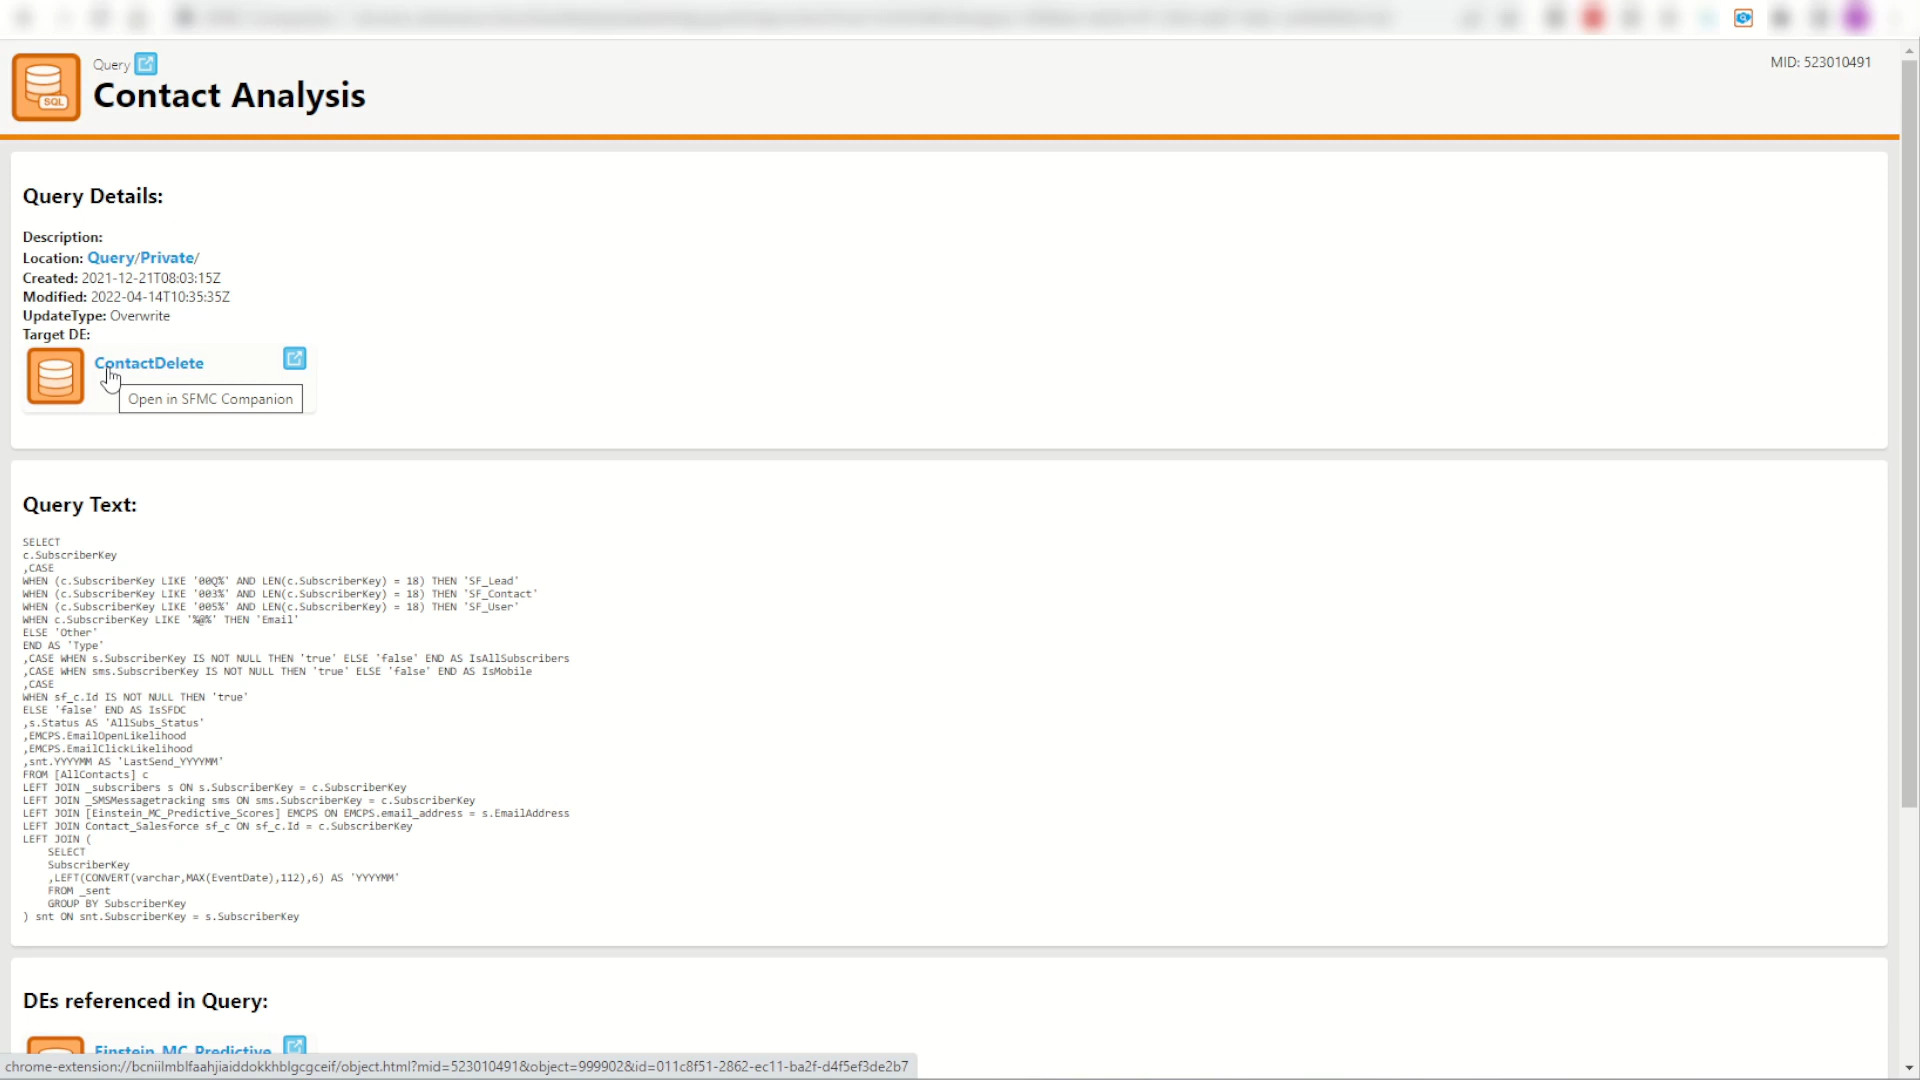 Query
MID: 523010491
SQL
Contact Analysis
Query Details:
Description:
Location: Query/Private/
Created: 2021-12-21T08:03:15Z
Modified: 2022-04-14T10:35:35Z
UpdateType: Overwrite
Target DE:
ContactDelete
Open in SFMC Companion
Query Text:
SELECT
c.SubscriberKey
,CASE
WHEN (c.SubscriberKey LIKE '00Q%' AND LEN(c.SubscriberKey) = 18) THEN 'SF_Lead'
WHEN (c.SubscriberKey LIKE '003%' AND LEN(c.SubscriberKey) = 18) THEN 'SF_Contact'
WHEN (c.SubscriberKey LIKE '005%' AND LEN(c.SubscriberKey) = 18) THEN 'SF_User'
WHEN c.SubscriberKey LIKE '%@%' THEN 'Email'
ELSE 'Other'
END AS 'Type'
,CASE WHEN s.SubscriberKey IS NOT NULL THEN 'true' ELSE 'false' END AS IsAllSubscribers
,CASE WHEN sms.SubscriberKey IS NOT NULL THEN 'true' ELSE 'false' END AS IsMobile
,CASE
WHEN sf_c.Id IS NOT NULL THEN 'true'
ELSE 'false' END AS IsSFDC
,s.Status AS 'AllSubs_Status'
,EMCPS.EmailOpenLikelihood
,EMCPS.EmailClickLikelihood
,snt.YYYYMM AS 'LastSend_YYYYMM'
FROM [AllContacts] c
LEFT JOIN _subscribers s ON s.SubscriberKey = c.SubscriberKey
LEFT JOIN _SMSMessagetracking sms ON sms.SubscriberKey = c.SubscriberKey
LEFT JOIN [Einstein_MC_Predictive_Scores] EMCPS ON EMCPS.email_address = s.EmailAddress
LEFT JOIN Contact_Salesforce sf_c ON sf_c.Id = c.SubscriberKey
LEFT JOIN (
SELECT
SubscriberKey
,LEFT(CONVERT(varchar,MAX(EventDate),112),6) AS 'YYYYMM'
FROM _sent
GROUP BY SubscriberKey
) snt ON snt.SubscriberKey = s.SubscriberKey
DEs referenced in Query:
Einstein_MC_Predictive
chrome-extension://bcniilmblfaahjiaiddokkhblgcgceif/object.html?mid=523010491&object=999902&id=011c8f51-2862-ec11-ba2f-d4f5ef3de2b7